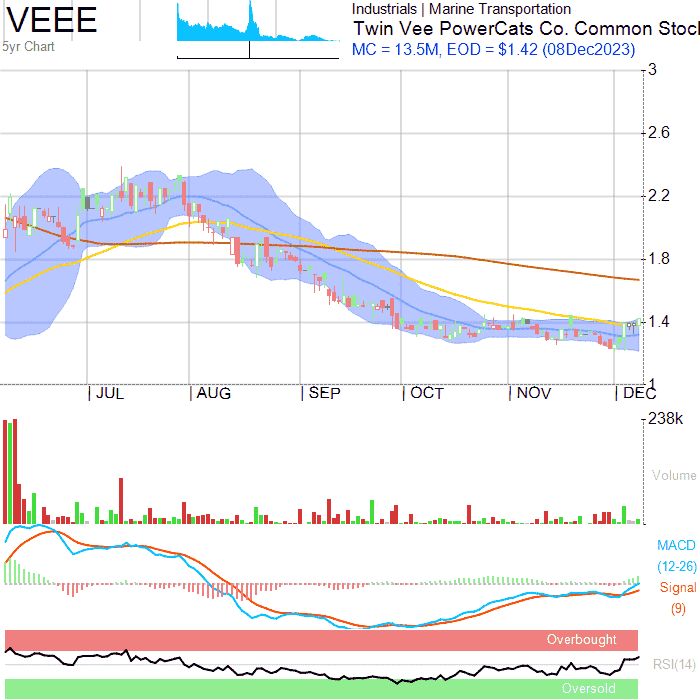 VEEE
5yr Chart
Industrials | Marine Transportation
Twin Vee PowerCats Co. Common Stoc
MC = 13.5M, EOD = $1.42 (08Dec2023)
3
2.6
2.2
1.8
1.4
1
JUL AUG SEP OCT NOV DEC
238k
Volume
MACD
(12-26)
Signal
(9)
Overbought
RSI(14)
Oversold